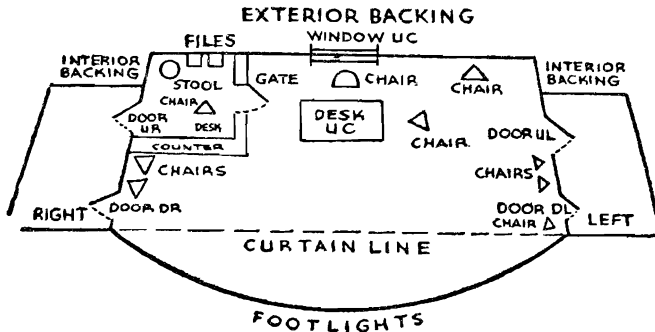 EXTERIOR BACKING
FILES
WINDOW UC
INTERIOR
BACKING
STOOL
GATE
CHAIR
CHAIR
INTERIOR
BACKING
CHAIR
DOOR
UR
DESK
DESK
UC
CHAIR.
DOOR UL
COUNTER
CHAIRS
CHAIRS
RIGHT
DOOR DR
DOOR DL
CHAIR
LEFT
CURTAIN LINE
FOOTLIGHTS